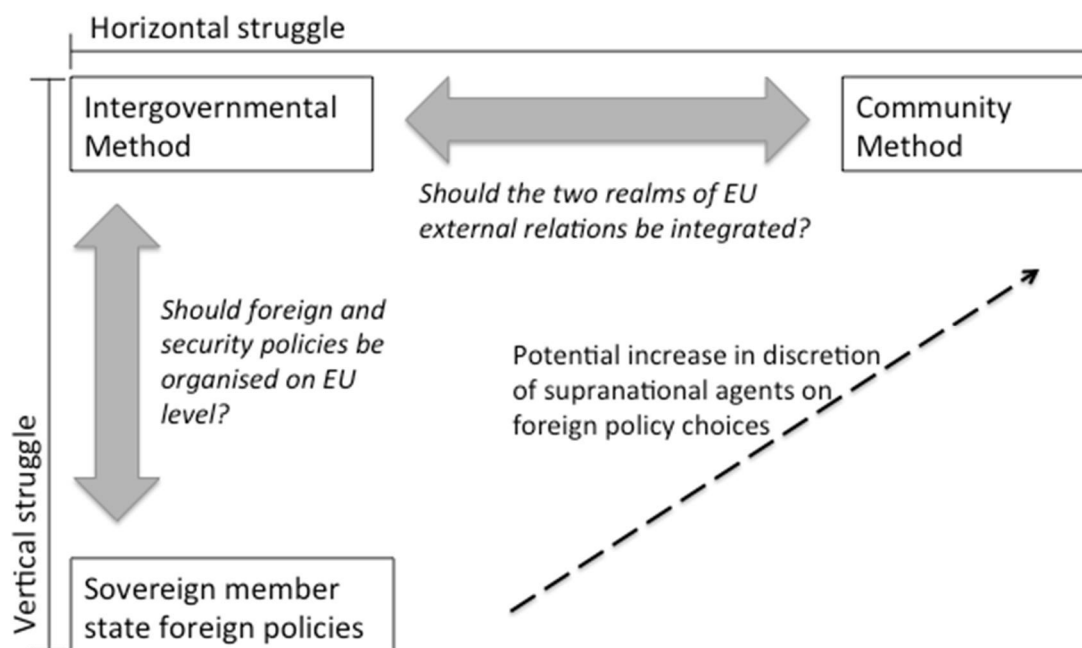 Horizontal struggle
Intergovernmental
Method
Community
Method
Should the two realms of EU
external relations be integrated?
Should foreign and
security policies be
organised on EU
level?
Potential increase in discretion
of supranational agents on
foreign policy choices
Vertical struggle
Sovereign member
state foreign policies